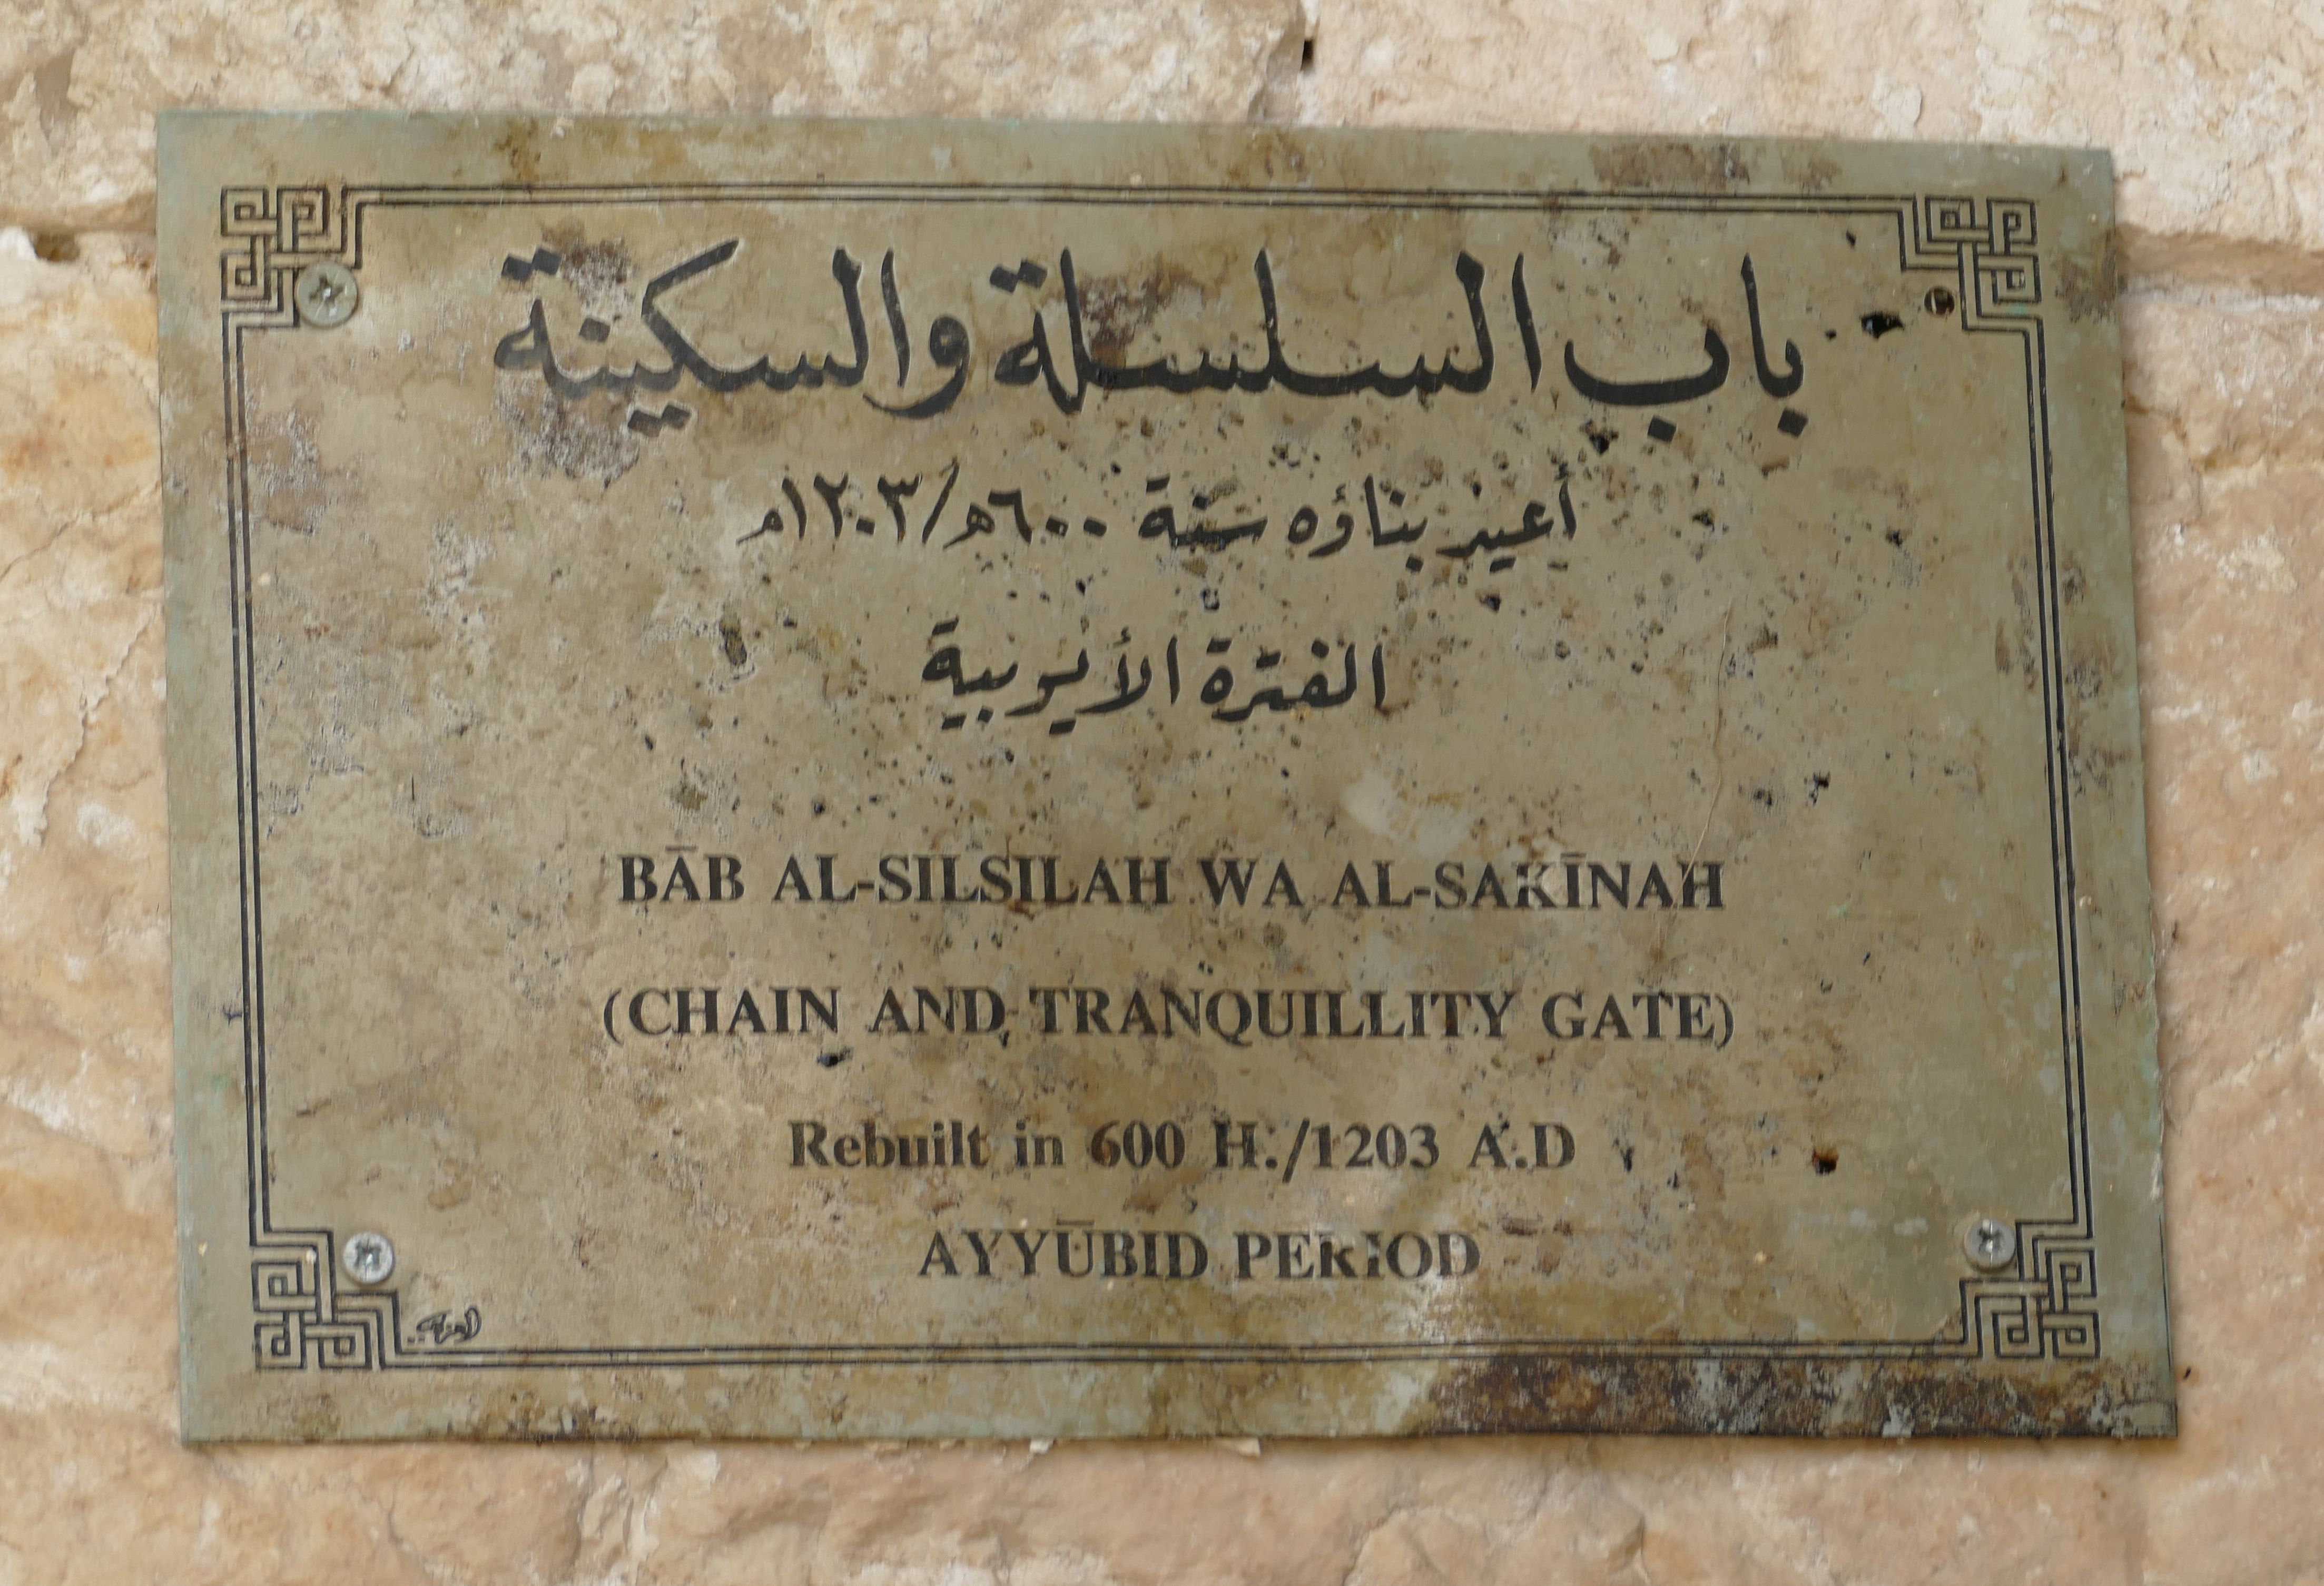 باب السلسلة والسكينة
أعيد بناؤه سنة ٦٠٠ه‍/١٢٠٣م
الفترة الأيوبية
BĀB AL-SILSILAH WA AL-SAKĪNAH
(CHAIN AND TRANQUILLITY GATE)
Rebuilt in 600 H./1203 A.D
AYYŪBID PERIOD